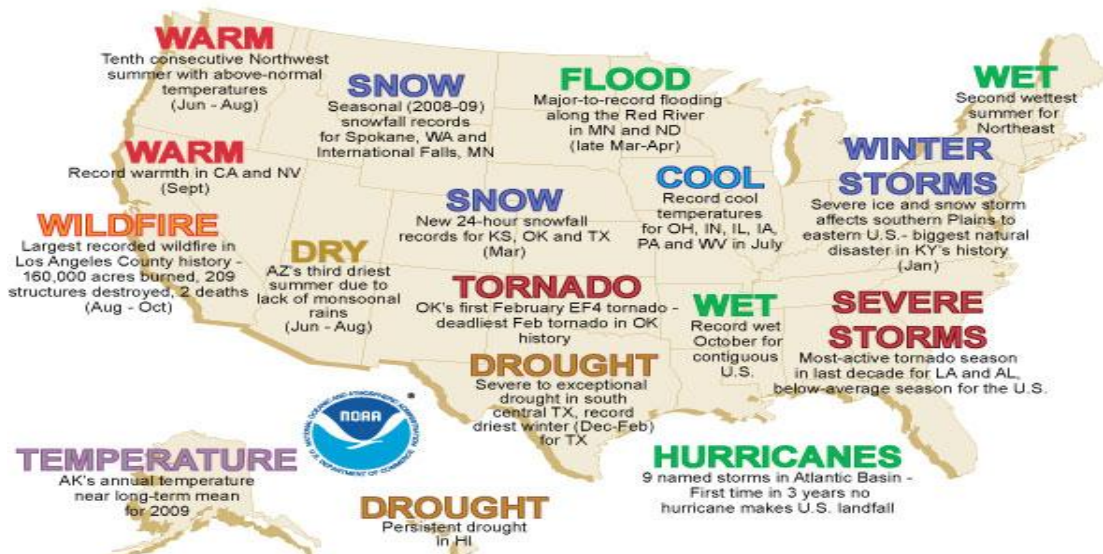 WARM
Tenth consecutive Northwest
summer with above-normal
temperatures
(Jun - Aug)
SNOW
Seasonal (2008-09)
snowfall records
for Spokane, WA and
International Falls, MN
FLOOD
Major-to-record flooding
along the Red River
in MN and ND
(late Mar-Apr)
WET
Second wettest
summer for
Northeast
WARM
Record warmth in CA and NV
(Sept)
SNOW
New 24-hour snowfall
records for KS, OK and TX
(Mar)
COOL
Record cool
temperatures
for OH, IN, IL, IA,
PA and WV in July
WINTER
STORMS
Severe ice and snow storm
affects southern Plains to
eastern U.S.- biggest natural
disaster in KY's history
(Jan)
WILDFIRE
Largest recorded wildfire in
Los Angeles County history -
160,000 acres burned, 209
structures destroyed, 2 deaths
(Aug - Oct)
DRY
AZ's third driest
summer due to
lack of monsoonal
rains
(Jun - Aug)
TORNADO
OK's first February EF4 tornado -
deadliest Feb tornado in OK
history
WET
Record wet
October for
contiguous
U.S.
SEVERE
STORMS
Most-active tornado season
in last decade for LA and AL,
below-average season for the U.S.
DROUGHT
Severe to exceptional
drought in south
central TX, record
driest winter (Dec-Feb)
for TX
NATIONAL OCEANIC AND ATMOSPHERIC ADMINISTRATION
NOAA
U.S. DEPARTMENT OF COMMERCE
TEMPERATURE
AK's annual temperature
near long-term mean
for 2009
DROUGHT
Persistent drought
in HI
HURRICANES
9 named storms in Atlantic Basin -
First time in 3 years no
hurricane makes U.S. landfall